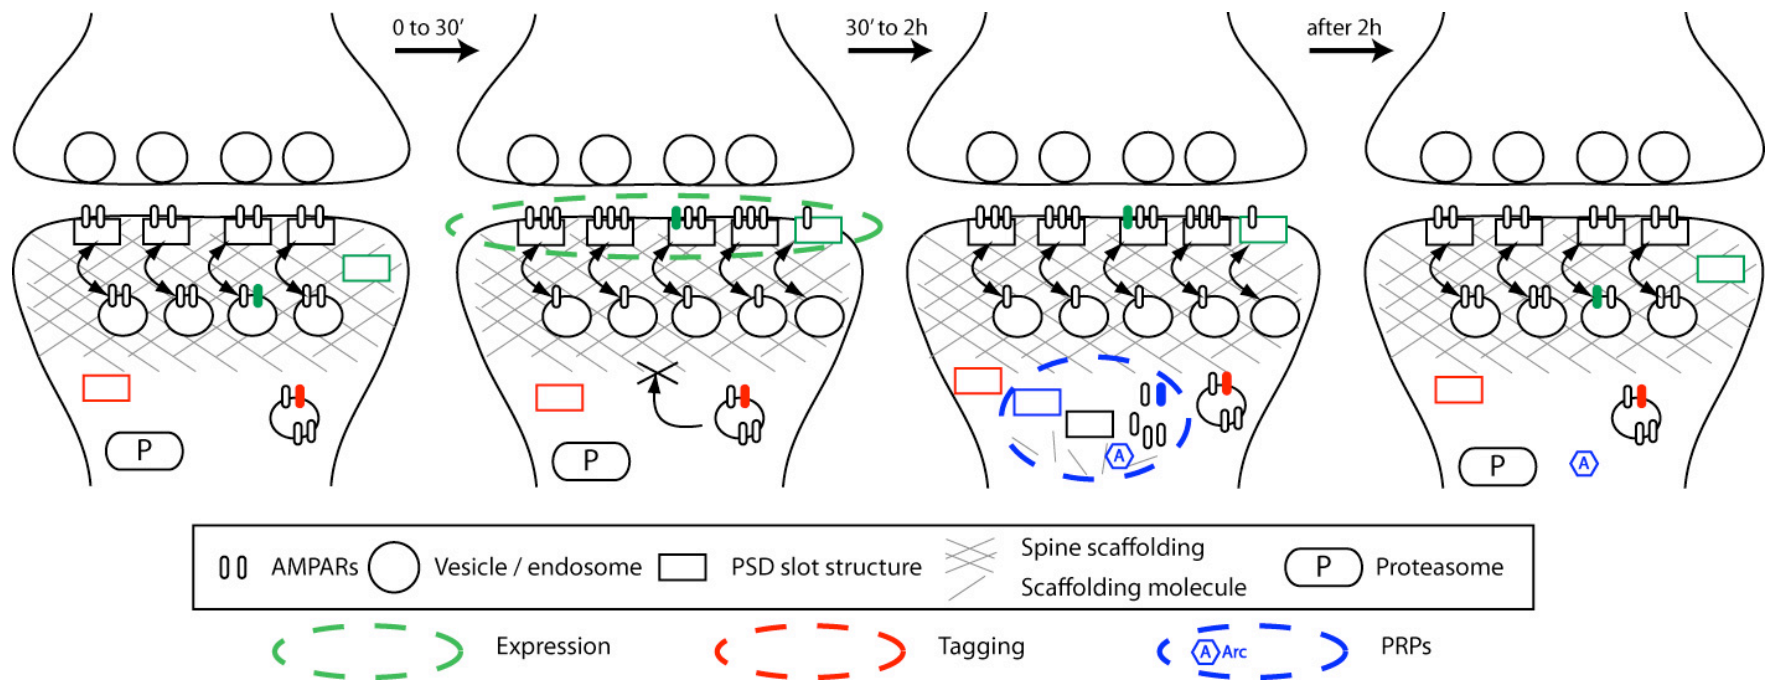 0 to 30’
30’ to 2h
after 2h
P
P
A
P
A
AMPARs
Vesicle / endosome
PSD slot structure
Spine scaffolding
Scaffolding molecule
P
Proteasome
Expression
Tagging
A Arc
PRPs